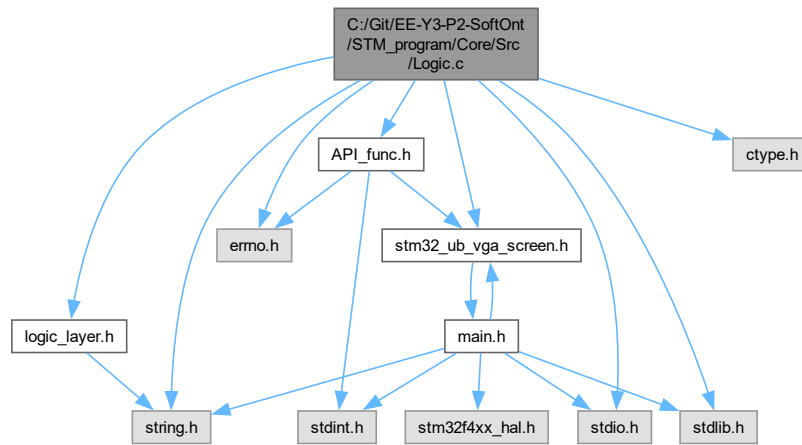 C:/Git/EE-Y3-P2-SoftOnt
/STM_program/Core/Src
/Logic.c
API_func.h
ctype.h
errno.h
stm32_ub_vga_screen.h
logic_layer.h
main.h
string.h
stdint.h
stm32f4xx_hal.h
stdio.h
stdlib.h